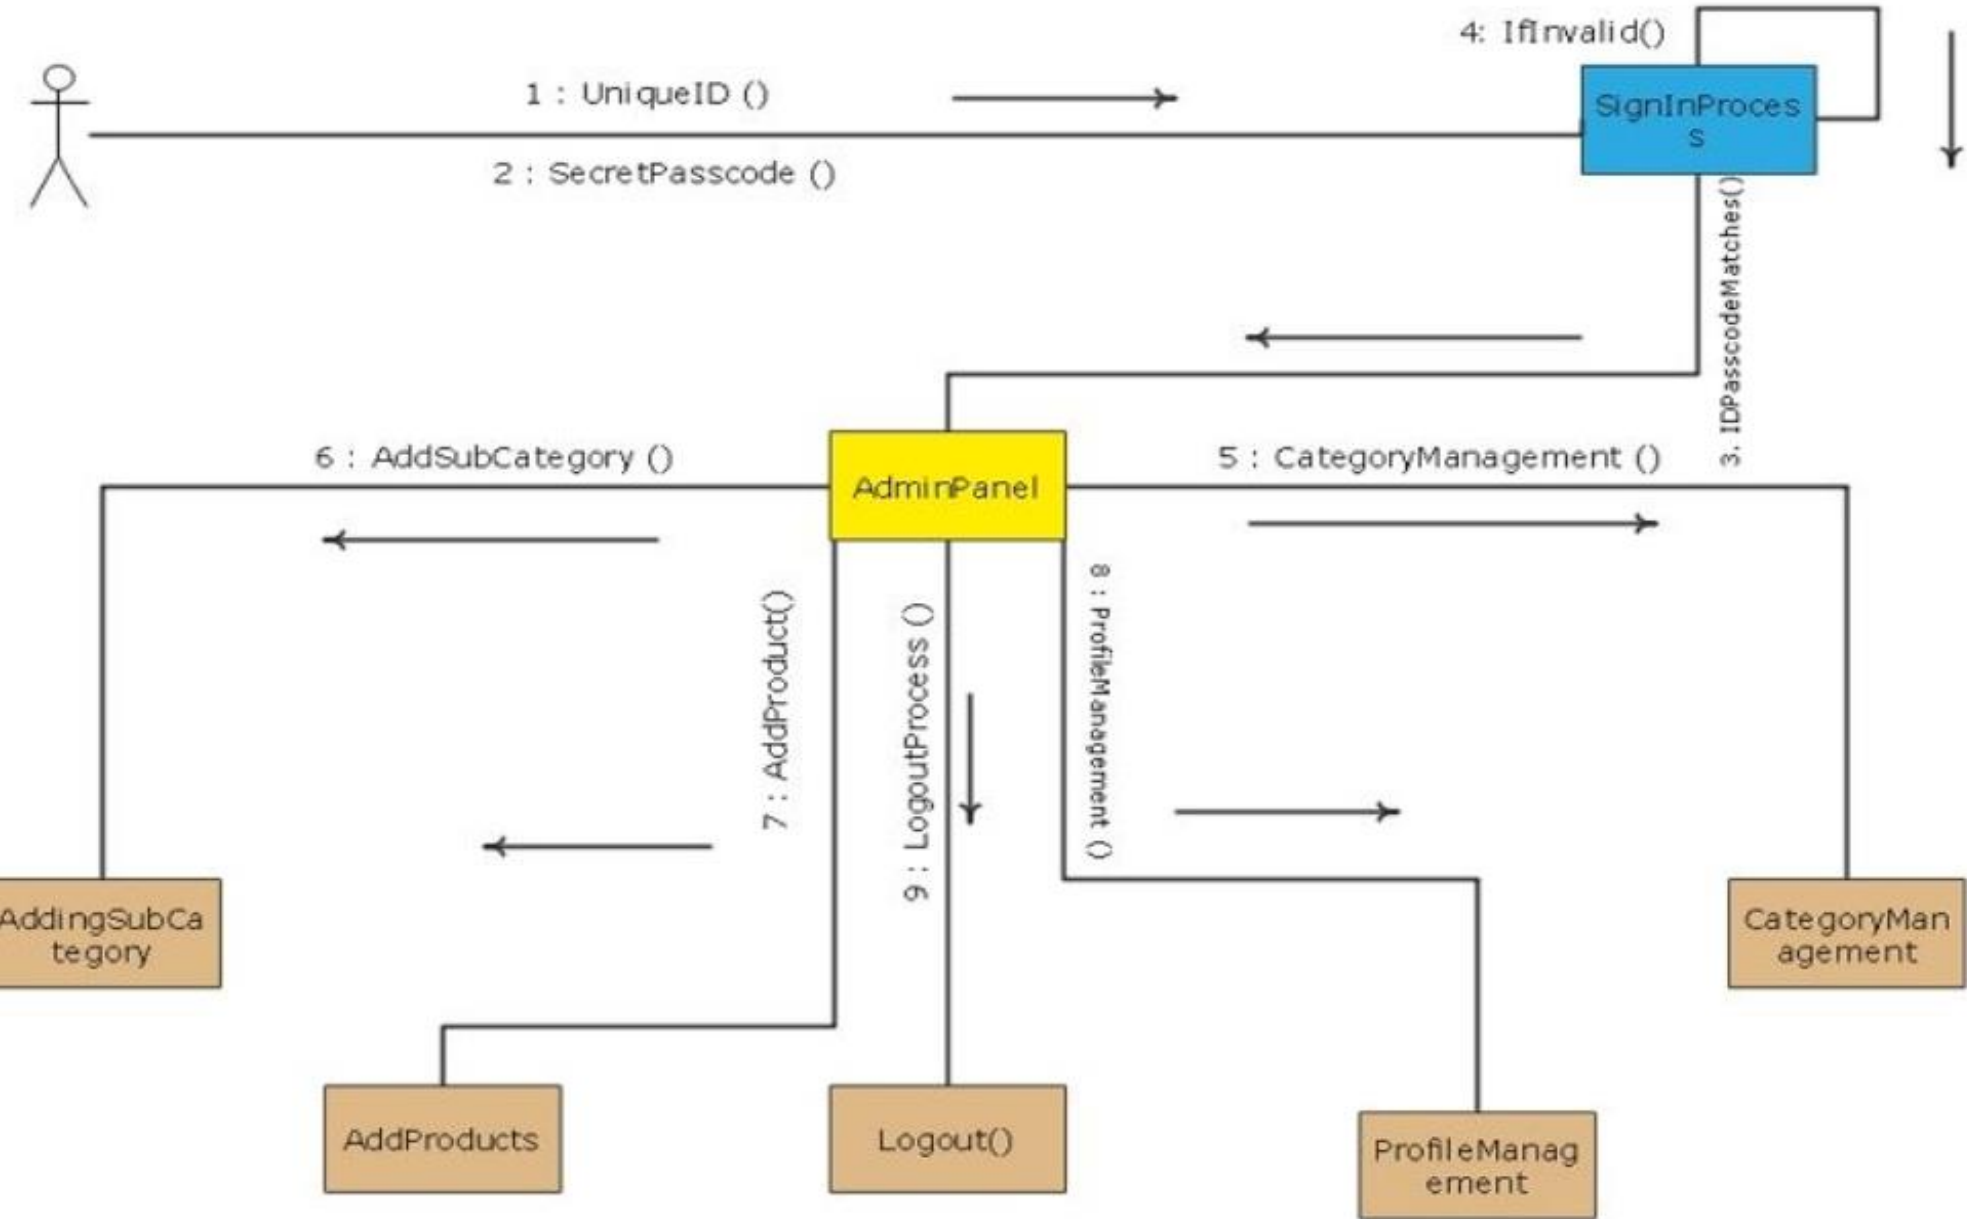 4: IfInvalid()
1 : UniqueID ()
SignInProces
s
2 : SecretPasscode ()
3. IDPasscodeMatches()
6 : AddSubCategory ()
AdminPanel
5 : CategoryManagement ()
7 : AddProduct()
9 : LogoutProcess ()
8 : ProfileManagement ()
AddingSubCa
tegory
CategoryMan
agement
AddProducts
Logout()
ProfileManag
ement